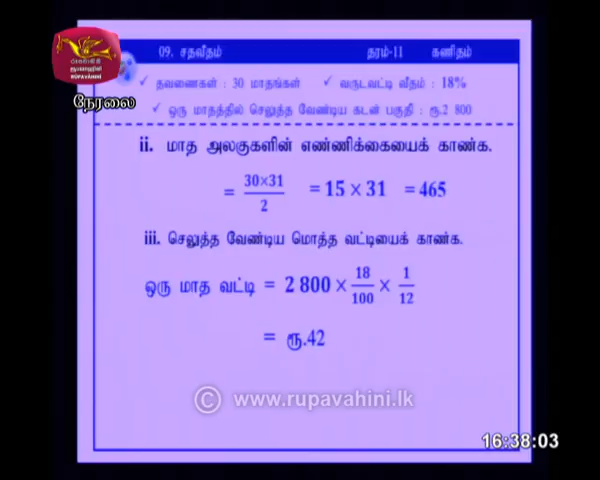 09. சதவீதம் தரம்-11 கணிதம்
RUPAVAHINI
நேரலை
✓ தவணைகள் : 30 மாதங்கள் ✓ வருடவட்டி வீதம் : 18%
✓ ஒரு மாதத்தில் செலுத்த வேண்டிய கடன் பகுதி : ரூ.2 800
ii. மாத அலகுகளின் எண்ணிக்கையைக் காண்க.
= 30×31/2 = 15 × 31 = 465
iii. செலுத்த வேண்டிய மொத்த வட்டியைக் காண்க.
ஒரு மாத வட்டி = 2 800 × 18/100 × 1/12
= ரூ.42
© www.rupavahini.lk
16:38:03